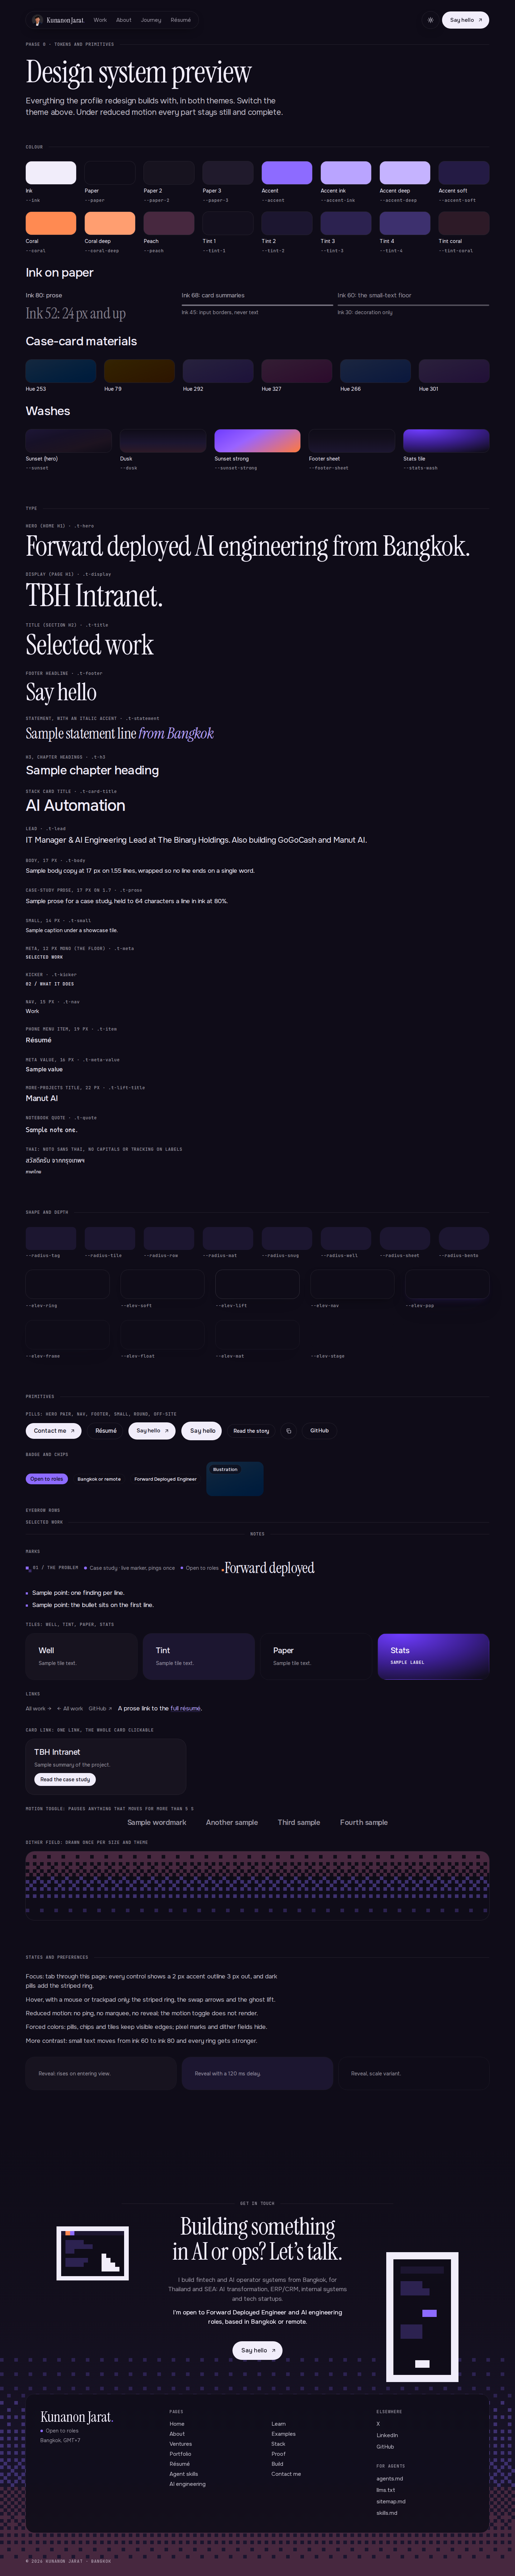 Kunanon Jarat.
Work About Journey Résumé
Say hello ↗
PHASE 0 · TOKENS AND PRIMITIVES
Design system preview
Everything the profile redesign builds with, in both themes. Switch the
theme above. Under reduced motion every part stays still and complete.
COLOUR
Ink Paper Paper 2 Paper 3 Accent Accent ink Accent deep Accent soft
--ink --paper --paper-2 --paper-3 --accent --accent-ink --accent-deep --accent-soft
Coral Coral deep Peach Tint 1 Tint 2 Tint 3 Tint 4 Tint coral
--coral --coral-deep --peach --tint-1 --tint-2 --tint-3 --tint-4 --tint-coral
Ink on paper
Ink 80: prose Ink 68: card summaries Ink 60: the small-text floor
Ink 52: 24 px and up Ink 45: input borders, never text Ink 30: decoration only
Case-card materials
Hue 253 Hue 79 Hue 292 Hue 327 Hue 266 Hue 301
Washes
Sunset (hero) Dusk Sunset strong Footer sheet Stats tile
--sunset --dusk --sunset-strong --footer-sheet --stats-wash
TYPE
HERO (HOME H1) · .t-hero
Forward deployed AI engineering from Bangkok.
DISPLAY (PAGE H1) · .t-display
TBH Intranet.
TITLE (SECTION H2) · .t-title
Selected work
FOOTER HEADLINE · .t-footer
Say hello
STATEMENT, WITH AN ITALIC ACCENT · .t-statement
Sample statement line from Bangkok
H3, CHAPTER HEADINGS · .t-h3
Sample chapter heading
STACK CARD TITLE · .t-card-title
AI Automation
LEAD · .t-lead
IT Manager & AI Engineering Lead at The Binary Holdings. Also building GoGoCash and Manut AI.
BODY, 17 PX · .t-body
Sample body copy at 17 px on 1.55 lines, wrapped so no line ends on a single word.
CASE-STUDY PROSE, 17 PX ON 1.7 · .t-prose
Sample prose for a case study, held to 64 characters a line in ink at 80%.
SMALL, 14 PX · .t-small
Sample caption under a showcase tile.
META, 12 PX MONO (THE FLOOR) · .t-meta
SELECTED WORK
KICKER · .t-kicker
02 / WHAT IT DOES
NAV, 15 PX · .t-nav
Work
PHONE MENU ITEM, 19 PX · .t-item
Résumé
META VALUE, 16 PX · .t-meta-value
Sample value
MORE-PROJECTS TITLE, 22 PX · .t-lift-title
Manut AI
NOTEBOOK QUOTE · .t-quote
Sample note one.
THAI: NOTO SANS THAI, NO CAPITALS OR TRACKING ON LABELS
สวัสดีครับ จากกรุงเทพฯ
ภาษาไทย
SHAPE AND DEPTH
--radius-tag --radius-tile --radius-row --radius-mat --radius-snug --radius-well --radius-sheet --radius-bento
--elev-ring --elev-soft --elev-lift --elev-nav --elev-pop
--elev-frame --elev-float --elev-mat --elev-stage
PRIMITIVES
PILLS: HERO PAIR, NAV, FOOTER, SMALL, ROUND, OFF-SITE
Contact me ↗ Résumé Say hello ↗ Say hello Read the story GitHub
BADGE AND CHIPS
Open to roles Bangkok or remote Forward Deployed Engineer Illustration
EYEBROW ROWS
SELECTED WORK
NOTES
MARKS
01 / THE PROBLEM Case study · live marker, pings once Open to roles Forward deployed
Sample point: one finding per line.
Sample point: the bullet sits on the first line.
TILES: WELL, TINT, PAPER, STATS
Well Tint Paper Stats
Sample tile text. Sample tile text. Sample tile text. SAMPLE LABEL
LINKS
All work → ← All work GitHub ↗ A prose link to the full résumé.
CARD LINK: ONE LINK, THE WHOLE CARD CLICKABLE
TBH Intranet
Sample summary of the project.
Read the case study
MOTION TOGGLE: PAUSES ANYTHING THAT MOVES FOR MORE THAN 5 S
Sample wordmark Another sample Third sample Fourth sample
DITHER FIELD: DRAWN ONCE PER SIZE AND THEME
STATES AND PREFERENCES
Focus: tab through this page; every control shows a 2 px accent outline 3 px out, and dark
pills add the striped ring.
Hover, with a mouse or trackpad only: the striped ring, the swap arrows and the ghost lift.
Reduced motion: no ping, no marquee, no reveal; the motion toggle does not render.
Forced colors: pills, chips and tiles keep visible edges; pixel marks and dither fields hide.
More contrast: small text moves from ink 60 to ink 80 and every ring gets stronger.
Reveal: rises on entering view. Reveal with a 120 ms delay. Reveal, scale variant.
GET IN TOUCH
Building something
in AI or ops? Let's talk.
I build fintech and AI operator systems from Bangkok, for
Thailand and SEA: AI transformation, ERP/CRM, internal systems
and tech startups.
I'm open to Forward Deployed Engineer and AI engineering
roles, based in Bangkok or remote.
Say hello ↗
Kunanon Jarat.
Open to roles
Bangkok, GMT+7
PAGES
Home
About
Ventures
Portfolio
Résumé
Agent skills
AI engineering
Learn
Examples
Stack
Proof
Build
Contact me
ELSEWHERE
X
LinkedIn
GitHub
FOR AGENTS
agents.md
llms.txt
sitemap.md
skills.md
© 2026 KUNANON JARAT · BANGKOK